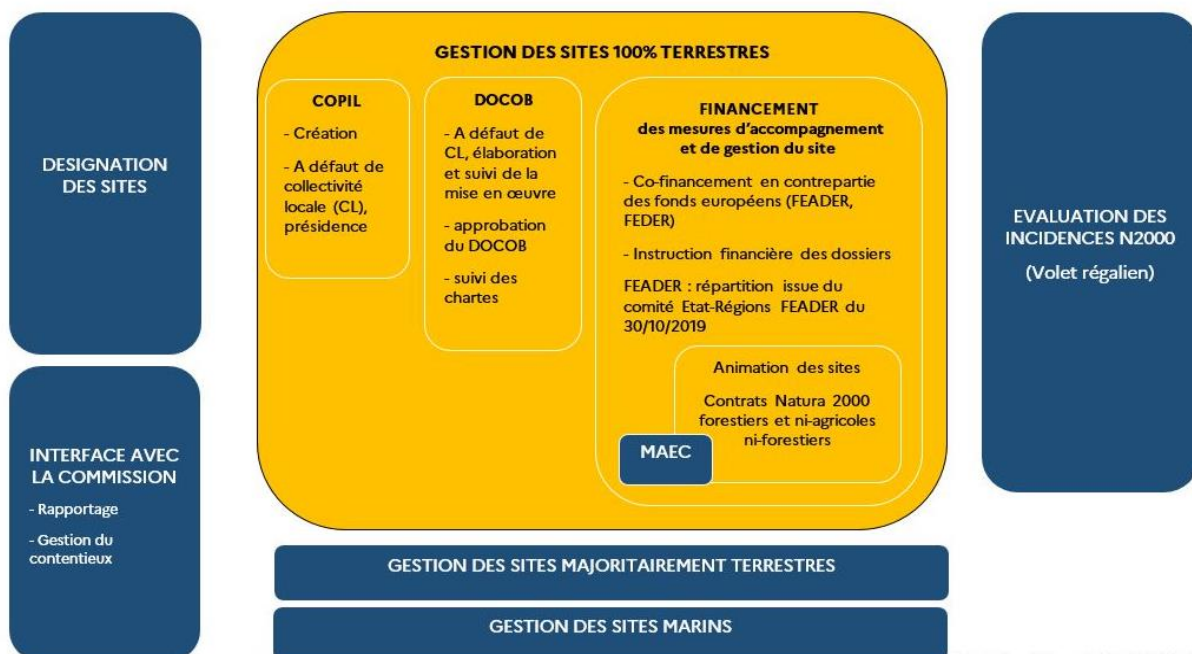 DESIGNATION
DES SITES
INTERFACE AVEC
LA COMMISSION
- Rapportage
- Gestion du
contentieux
GESTION DES SITES 100% TERRESTRES
COPIL
- Création
- A défaut de
collectivité
locale (CL),
présidence
DOCOB
- A défaut de
CL, élaboration
et suivi de la
mise en œuvre
- approbation
du DOCOB
- suivi des
chartes
FINANCEMENT
des mesures d'accompagnement
et de gestion du site
- Co-financement en contrepartie
des fonds européens (FEADER,
FEDER)
- Instruction financière des dossiers
FEADER : répartition issue du
comité Etat-Régions FEADER du
30/10/2019
Animation des sites
Contrats Natura 2000
forestiers et ni-agricoles
ni-forestiers
MAEC
GESTION DES SITES MAJORITAIREMENT TERRESTRES
GESTION DES SITES MARINS
EVALUATION DES
INCIDENCES N2000
(Volet régalien)